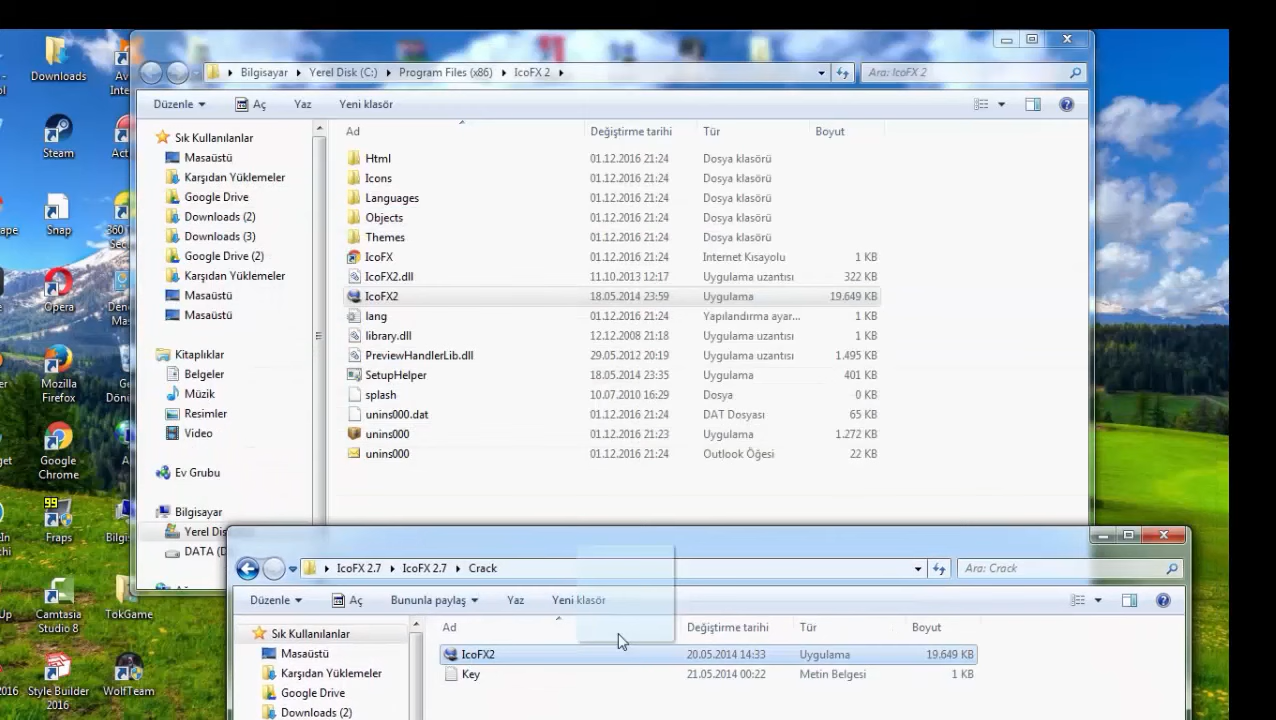 Downloads
Steam
Snap
Opera
Mozilla
Firefox
Google
Chrome
Fraps
Camtasia
Studio 8
TokGame
Style Builder
2016
WolfTeam
2016
Bilgisayar
Yerel Disk (C:)
Program Files (x86)
IcoFX 2
Ara: IcoFX 2
Düzenle
Aç
Yaz
Yeni klasör
Sık Kullanılanlar
Masaüstü
Karşıdan Yüklemeler
Google Drive
Downloads (2)
Downloads (3)
Google Drive (2)
Karşıdan Yüklemeler
Masaüstü
Masaüstü
Kitaplıklar
Belgeler
Müzik
Resimler
Video
Ev Grubu
Bilgisayar
Yerel Dis
DATA (D
Ad Değiştirme tarihi Tür Boyut
Html 01.12.2016 21:24 Dosya klasörü
Icons 01.12.2016 21:24 Dosya klasörü
Languages 01.12.2016 21:24 Dosya klasörü
Objects 01.12.2016 21:24 Dosya klasörü
Themes 01.12.2016 21:24 Dosya klasörü
IcoFX 01.12.2016 21:24 Internet Kısayolu 1 KB
IcoFX2.dll 11.10.2013 12:17 Uygulama uzantısı 322 KB
IcoFX2 18.05.2014 23:59 Uygulama 19.649 KB
lang 01.12.2016 21:24 Yapılandırma ayar... 1 KB
library.dll 12.12.2008 21:18 Uygulama uzantısı 1 KB
PreviewHandlerLib.dll 29.05.2012 20:19 Uygulama uzantısı 1.495 KB
SetupHelper 18.05.2014 23:35 Uygulama 401 KB
splash 10.07.2010 16:29 Dosya 0 KB
unins000.dat 01.12.2016 21:24 DAT Dosyası 65 KB
unins000 01.12.2016 21:23 Uygulama 1.272 KB
unins000 01.12.2016 21:24 Outlook Öğesi 22 KB
IcoFX 2.7
IcoFX 2.7
Crack
Ara: Crack
Düzenle
Aç
Bununla paylaş
Yaz
Yeni klasör
Sık Kullanılanlar
Masaüstü
Karşıdan Yüklemeler
Google Drive
Downloads (2)
Ad Değiştirme tarihi Tür Boyut
IcoFX2 20.05.2014 14:33 Uygulama 19.649 KB
Key 21.05.2014 00:22 Metin Belgesi 1 KB